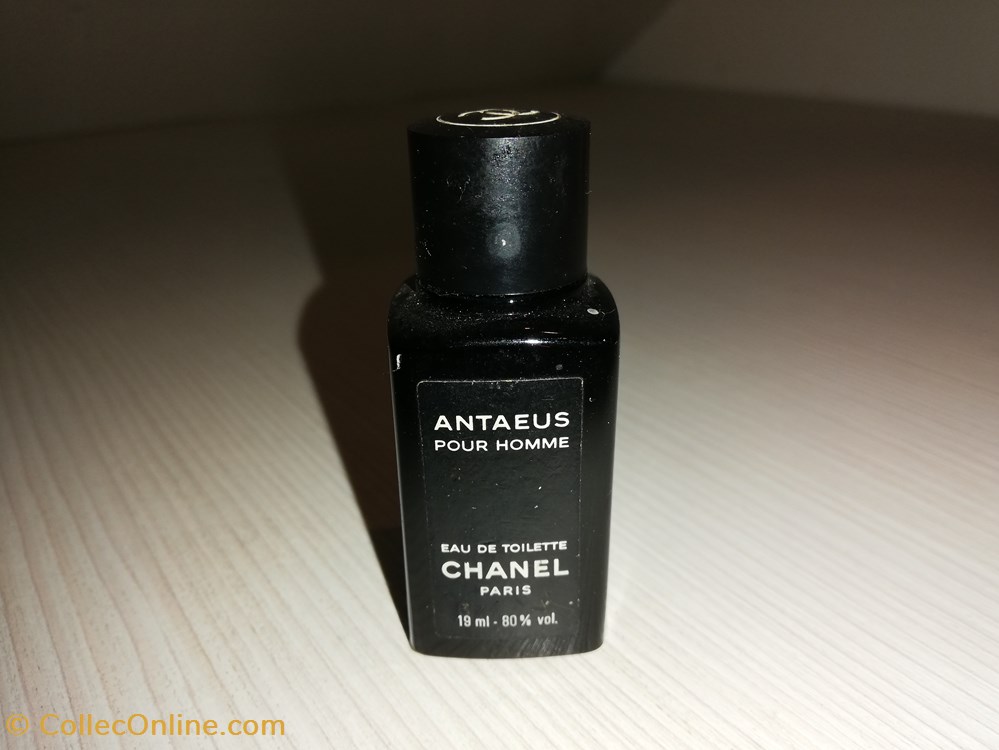 ANTAEUS
POUR HOMME
EAU DE TOILETTE
CHANEL
PARIS
19 ml - 80% vol.
© CollecOnline.com